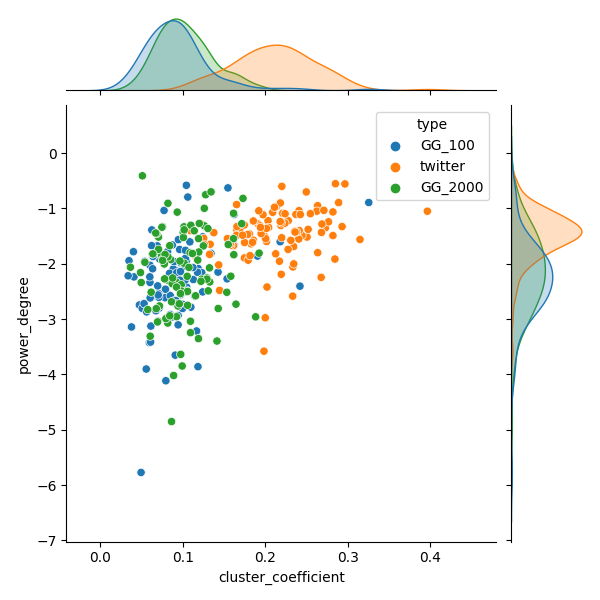 type
GG_100
twitter
GG_2000
0
−1
−2
−3
−4
−5
−6
−7
power_degree
0.0 0.1 0.2 0.3 0.4
cluster_coefficient